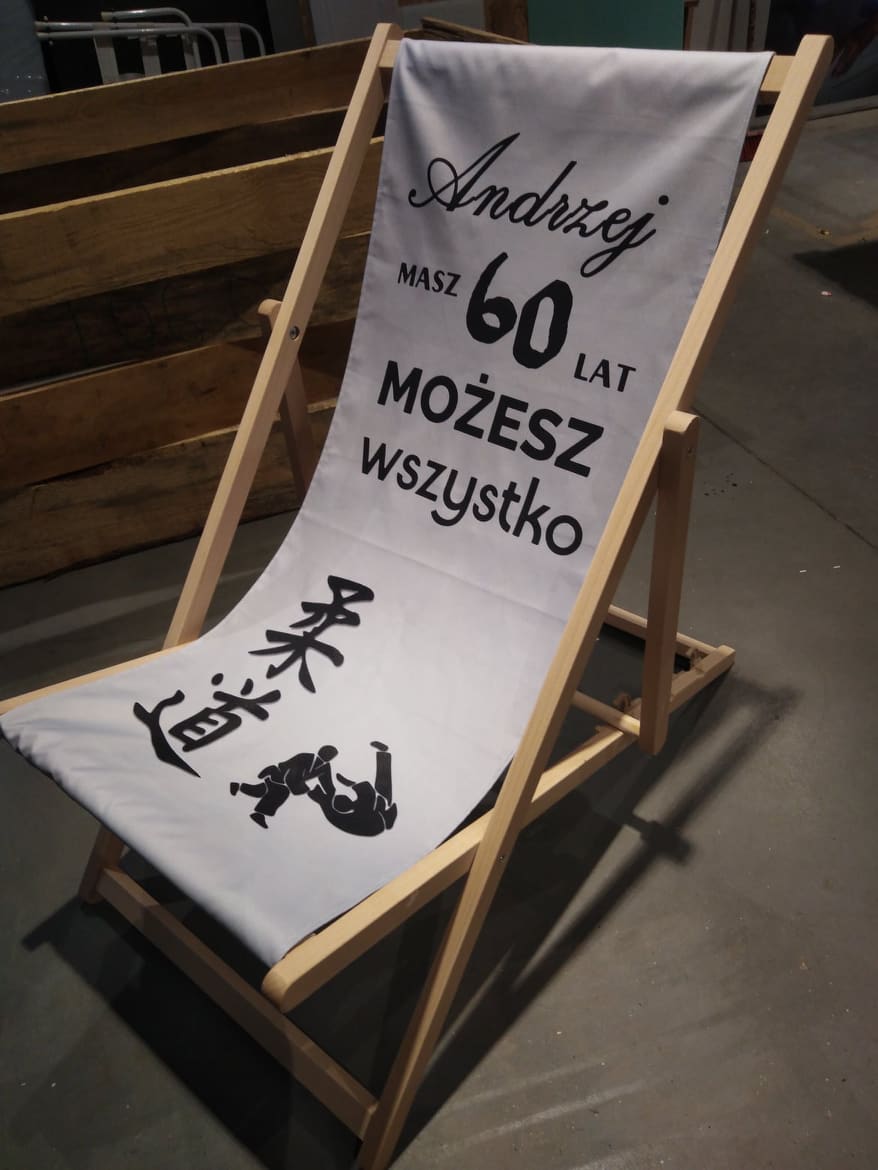 Andrzej
MASZ 60 LAT
MOŻESZ
wszystko
柔
道